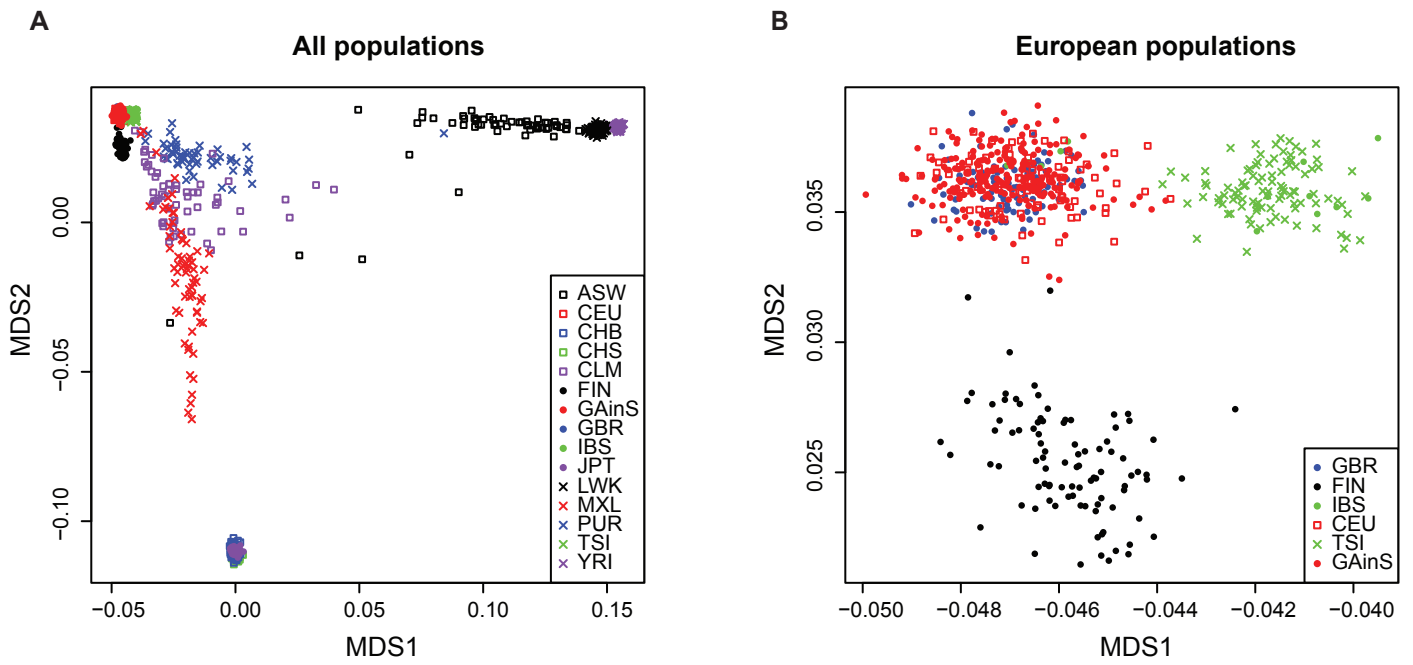 A
All populations
MDS2
0.00
−0.05
−0.10
−0.05
0.00
0.05
0.10
0.15
MDS1
ASW
CEU
CHB
CHS
CLM
FIN
GAinS
GBR
IBS
JPT
LWK
MXL
PUR
TSI
YRI
B
European populations
MDS2
0.035
0.030
0.025
−0.050
−0.048
−0.046
−0.044
−0.042
−0.040
MDS1
GBR
FIN
IBS
CEU
TSI
GAinS